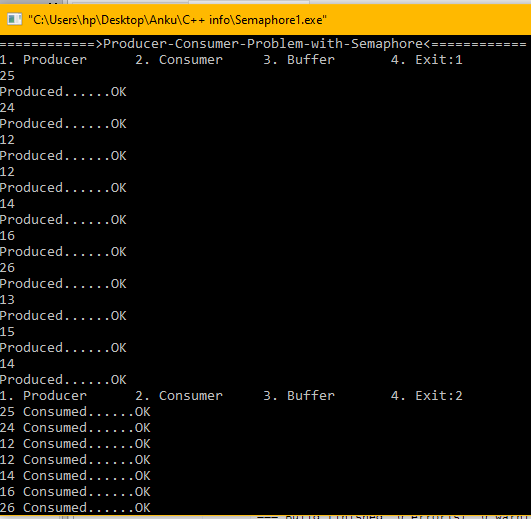 "C:\Users\hp\Desktop\Anku\C++ info\Semaphore1.exe"
============>Producer-Consumer-Problem-with-Semaphore<============
1. Producer      2. Consumer     3. Buffer       4. Exit:1
25
Produced......OK
24
Produced......OK
12
Produced......OK
12
Produced......OK
14
Produced......OK
16
Produced......OK
26
Produced......OK
13
Produced......OK
15
Produced......OK
14
Produced......OK
1. Producer      2. Consumer     3. Buffer       4. Exit:2
25 Consumed......OK
24 Consumed......OK
12 Consumed......OK
12 Consumed......OK
14 Consumed......OK
16 Consumed......OK
26 Consumed......OK